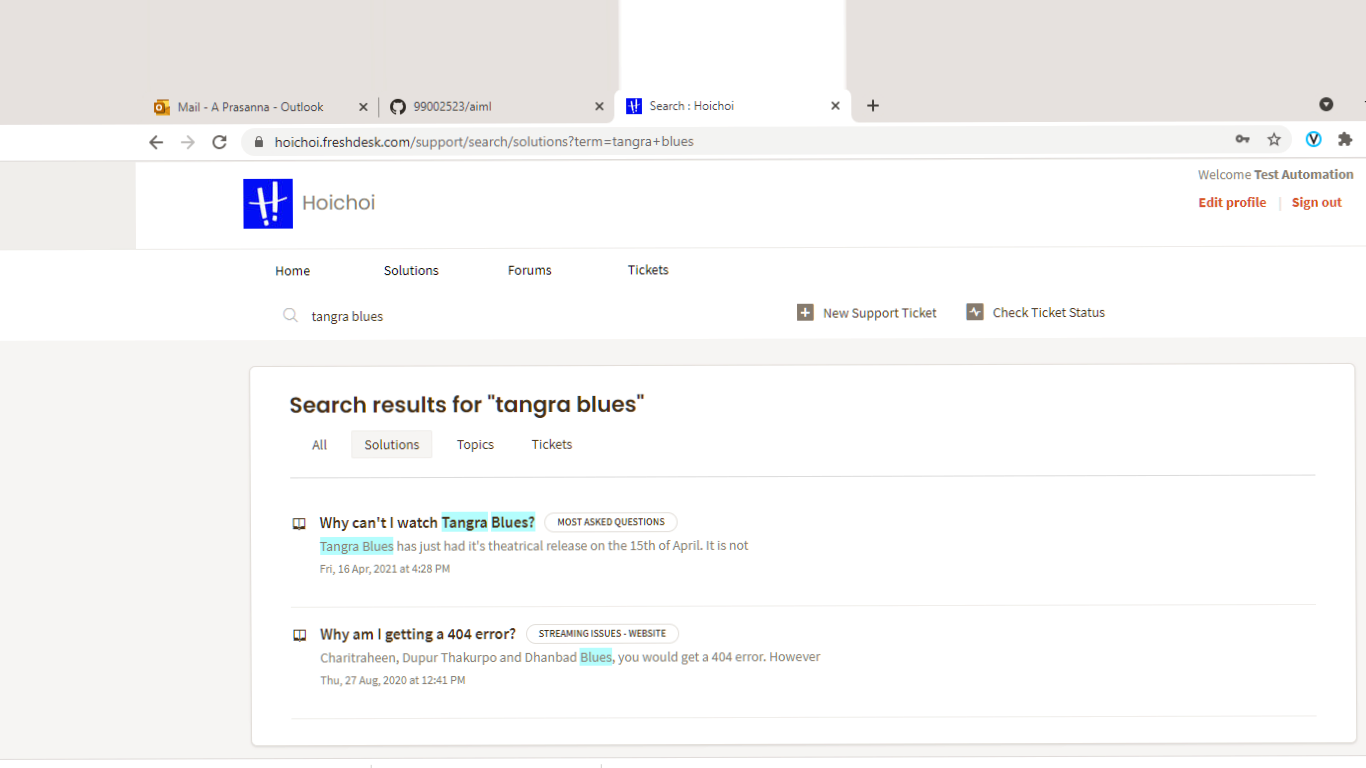 Mail - A Prasanna - Outlook
99002523/aiml
Search : Hoichoi
hoichoi.freshdesk.com/support/search/solutions?term=tangra+blues
Welcome Test Automation
Hoichoi
Edit profile | Sign out
Home Solutions Forums Tickets
tangra blues
New Support Ticket Check Ticket Status
Search results for "tangra blues"
All Solutions Topics Tickets
Why can't I watch Tangra Blues? MOST ASKED QUESTIONS
Tangra Blues has just had it's theatrical release on the 15th of April. It is not
Fri, 16 Apr, 2021 at 4:28 PM
Why am I getting a 404 error? STREAMING ISSUES - WEBSITE
Charitraheen, Dupur Thakurpo and Dhanbad Blues, you would get a 404 error. However
Thu, 27 Aug, 2020 at 12:41 PM